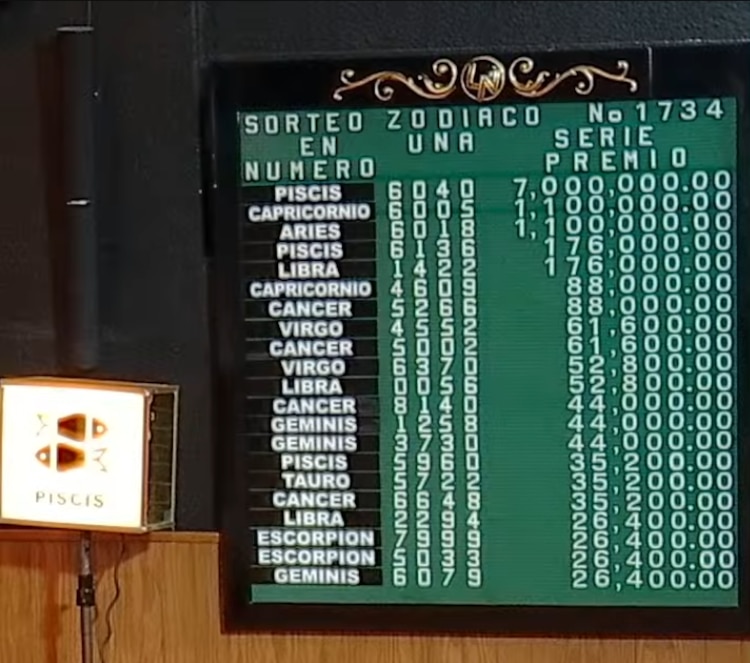 LN
SORTEO ZODIACO No1734
EN UNA SERIE
NUMERO PREMIO
PISCIS 6040 7,000,000.00
CAPRICORNIO 6005 1,100,000.00
ARIES 6018 1,100,000.00
PISCIS 6136 176,000.00
LIBRA 1422 176,000.00
CAPRICORNIO 4609 88,000.00
CANCER 5266 88,000.00
VIRGO 4552 61,600.00
CANCER 5002 61,600.00
VIRGO 6370 52,800.00
LIBRA 0056 52,800.00
CANCER 8140 44,000.00
GEMINIS 1258 44,000.00
GEMINIS 3730 44,000.00
PISCIS 5960 35,200.00
TAURO 5722 35,200.00
CANCER 6648 35,200.00
LIBRA 2294 26,400.00
ESCORPION 7999 26,400.00
ESCORPION 5033 26,400.00
GEMINIS 6079 26,400.00
PISCIS